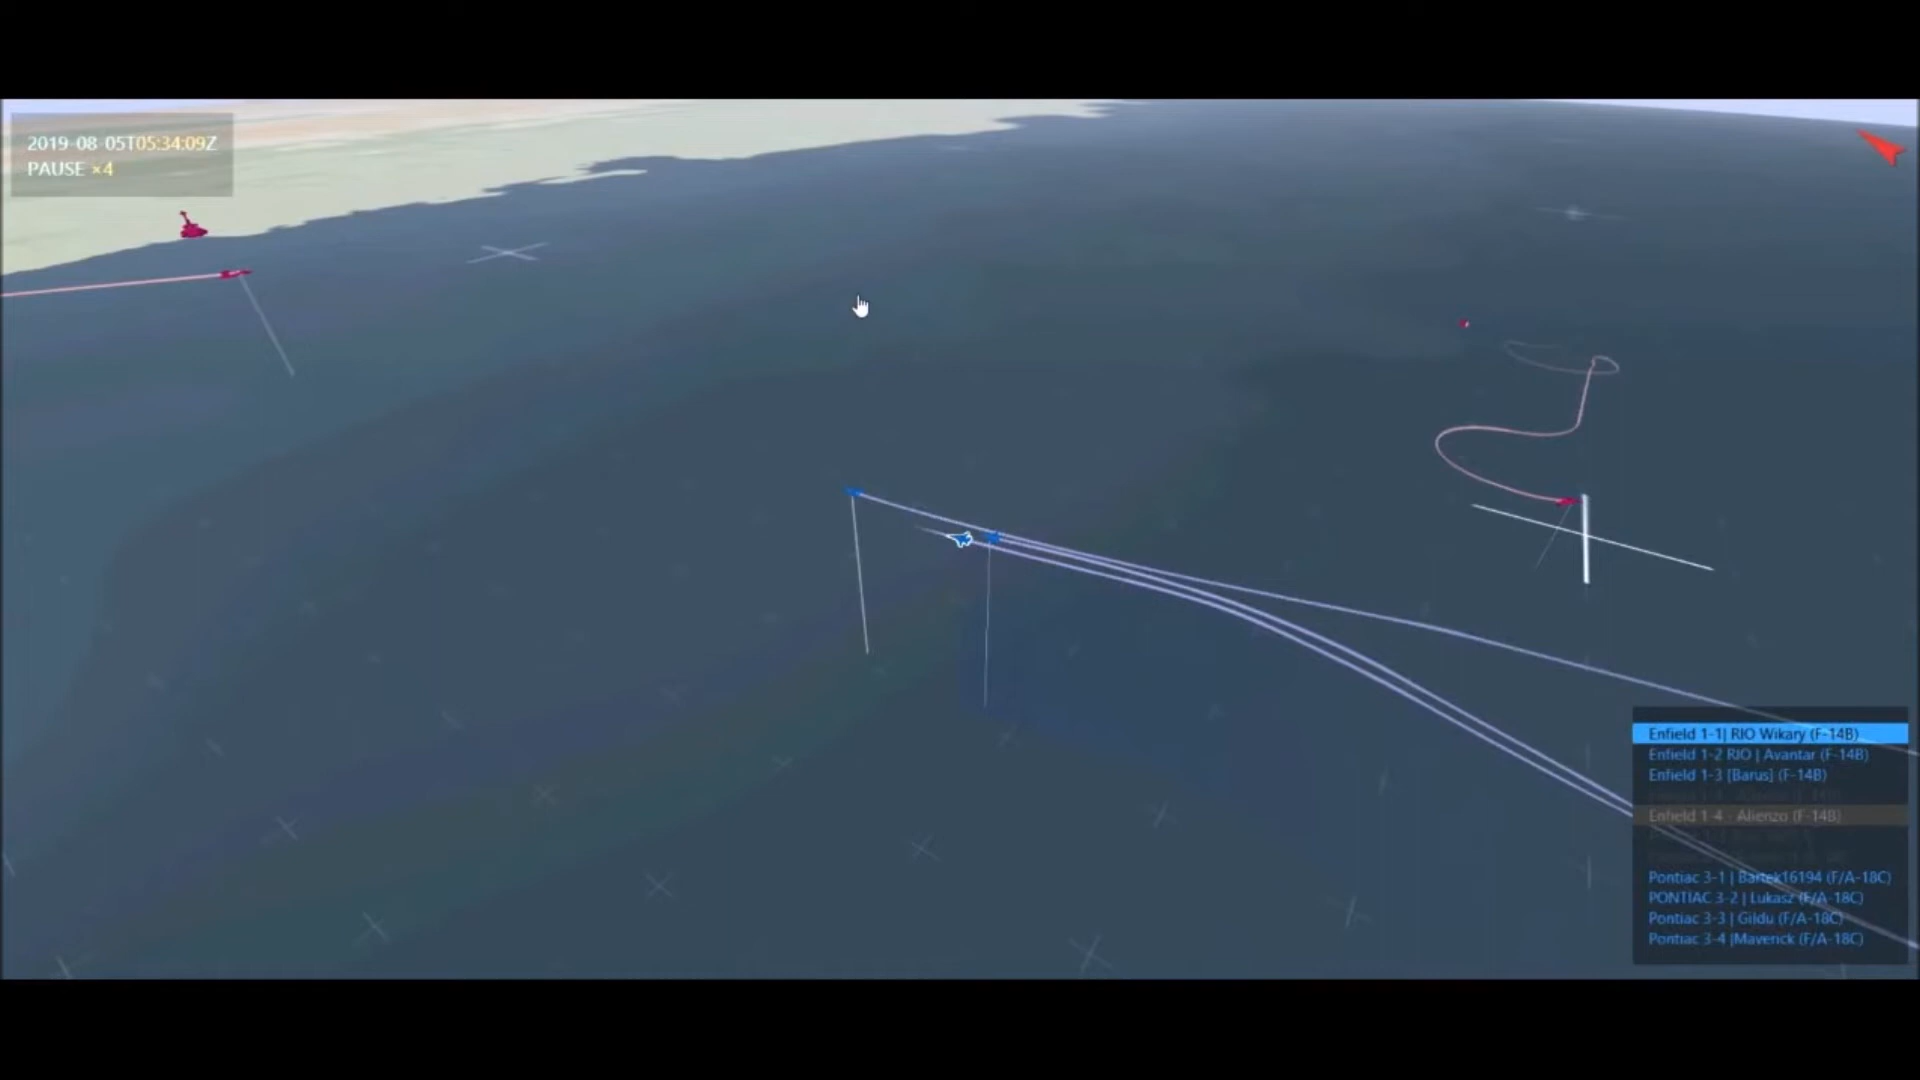 2019-08-05T05:34:09Z
PAUSE ×4
Enfield 1-1| RIO Wikary (F-14B)
Enfield 1-2 RIO | Avantar (F-14B)
Enfield 1-3 [Barus] (F-14B)
Enfield 1-4 - Alienzo (F-14B)
Pontiac 3-1 | Bartek16194 (F/A-18C)
PONTIAC 3-2 | Lukasz (F/A-18C)
Pontiac 3-3 | Gildu (F/A-18C)
Pontiac 3-4 |Maverick (F/A-18C)